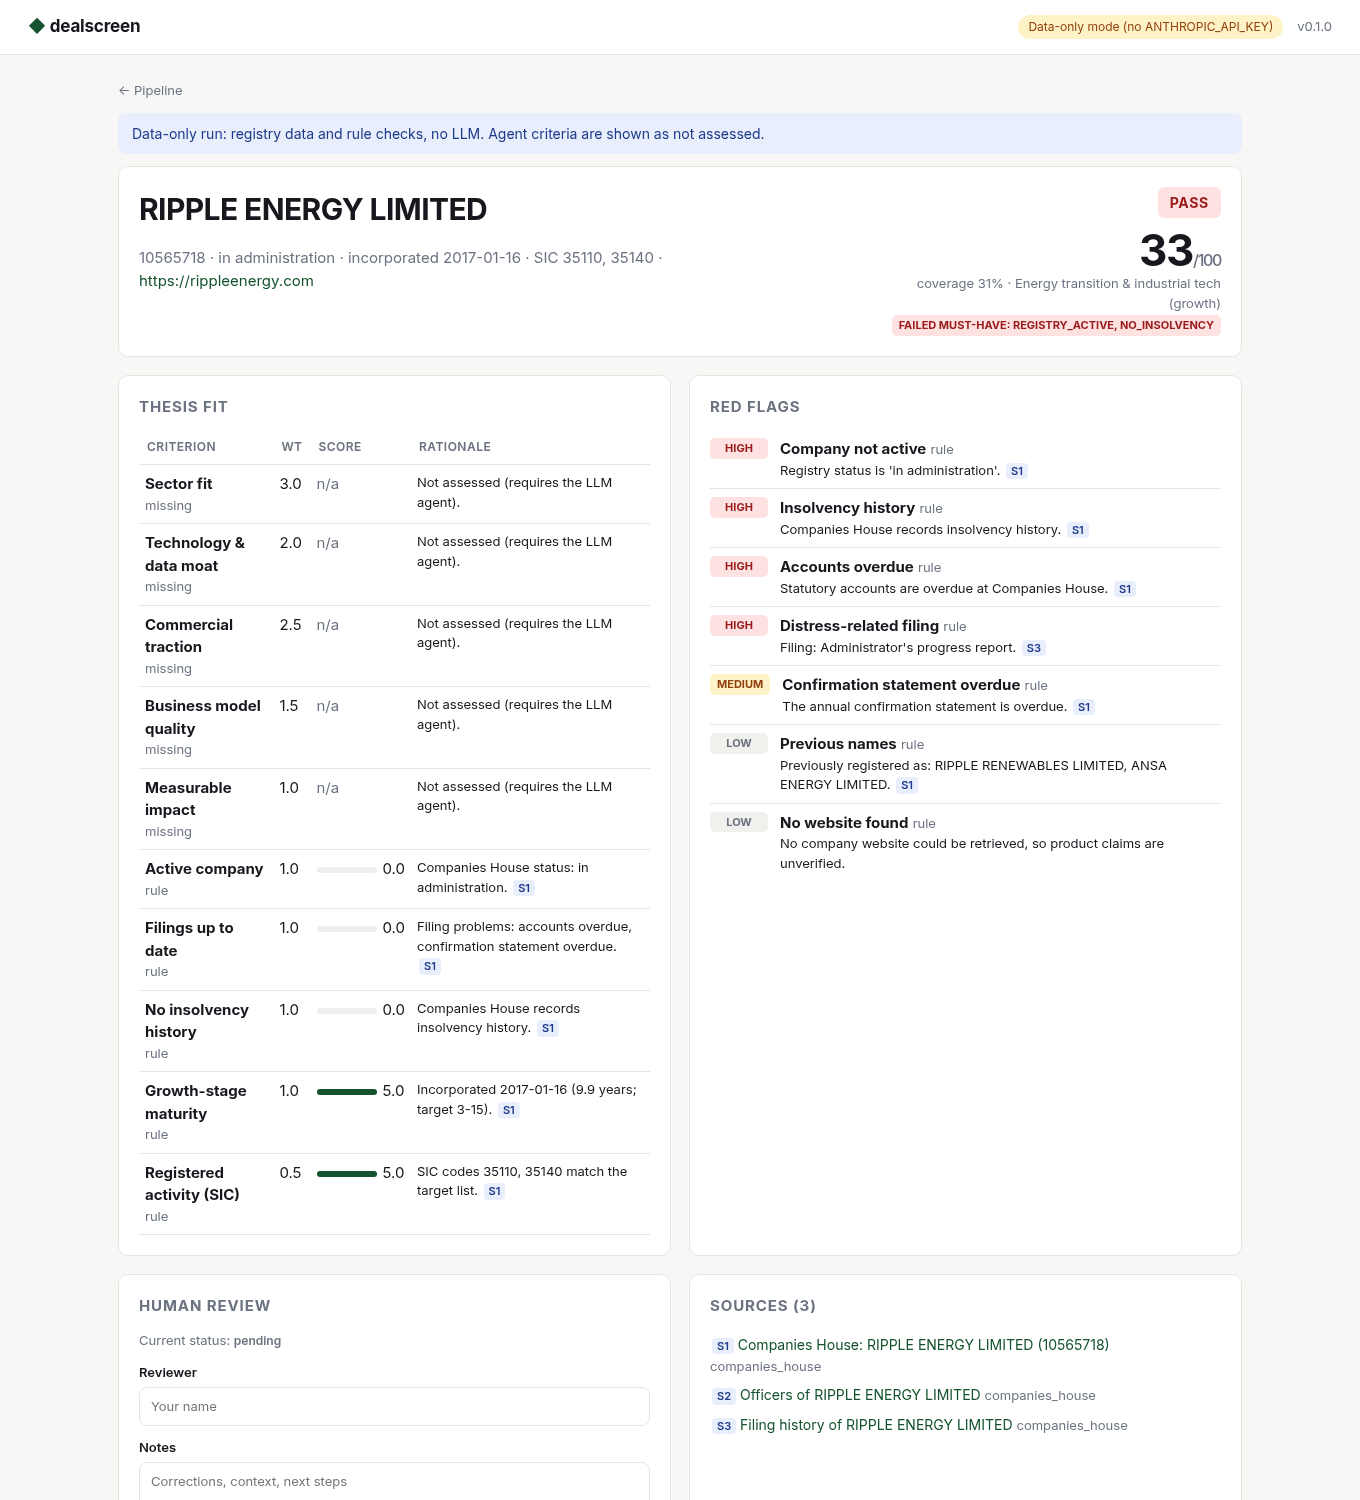 dealscreen
Data-only mode (no ANTHROPIC_API_KEY)
v0.1.0
← Pipeline
Data-only run: registry data and rule checks, no LLM. Agent criteria are shown as not assessed.
RIPPLE ENERGY LIMITED
10565718 · in administration · incorporated 2017-01-16 · SIC 35110, 35140 ·
https://rippleenergy.com
PASS
33/100
coverage 31% · Energy transition & industrial tech
(growth)
FAILED MUST-HAVE: REGISTRY_ACTIVE, NO_INSOLVENCY
THESIS FIT
CRITERION WT SCORE RATIONALE
Sector fit 3.0 n/a Not assessed (requires the LLM
missing agent).
Technology & 2.0 n/a Not assessed (requires the LLM
data moat agent).
missing
Commercial 2.5 n/a Not assessed (requires the LLM
traction agent).
missing
Business model 1.5 n/a Not assessed (requires the LLM
quality agent).
missing
Measurable 1.0 n/a Not assessed (requires the LLM
impact agent).
missing
Active company 1.0 0.0 Companies House status: in
rule administration. S1
Filings up to 1.0 0.0 Filing problems: accounts overdue,
date confirmation statement overdue.
rule S1
No insolvency 1.0 0.0 Companies House records
history insolvency history. S1
rule
Growth-stage 1.0 5.0 Incorporated 2017-01-16 (9.9 years;
maturity target 3-15). S1
rule
Registered 0.5 5.0 SIC codes 35110, 35140 match the
activity (SIC) target list. S1
rule
RED FLAGS
HIGH Company not active rule
Registry status is 'in administration'. S1
HIGH Insolvency history rule
Companies House records insolvency history. S1
HIGH Accounts overdue rule
Statutory accounts are overdue at Companies House. S1
HIGH Distress-related filing rule
Filing: Administrator's progress report. S3
MEDIUM Confirmation statement overdue rule
The annual confirmation statement is overdue. S1
LOW Previous names rule
Previously registered as: RIPPLE RENEWABLES LIMITED, ANSA
ENERGY LIMITED. S1
LOW No website found rule
No company website could be retrieved, so product claims are
unverified.
HUMAN REVIEW
Current status: pending
Reviewer
Your name
Notes
Corrections, context, next steps
SOURCES (3)
S1 Companies House: RIPPLE ENERGY LIMITED (10565718)
companies_house
S2 Officers of RIPPLE ENERGY LIMITED companies_house
S3 Filing history of RIPPLE ENERGY LIMITED companies_house